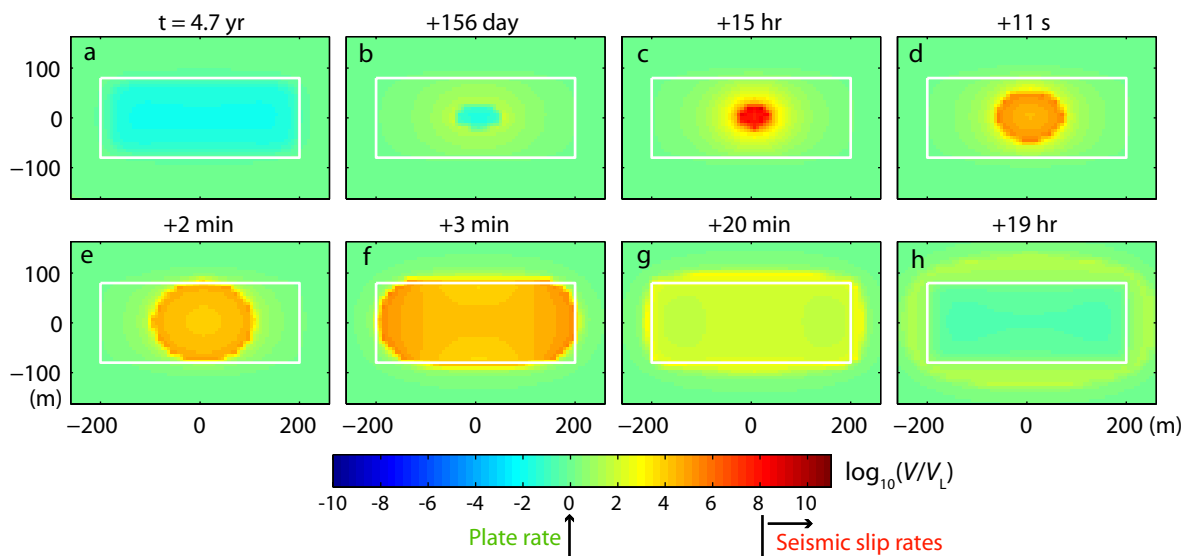 t = 4.7 yr
+156 day
+15 hr
+11 s
a
b
c
d
100
0
−100
+2 min
+3 min
+20 min
+19 hr
e
f
g
h
100
0
−100
(m)
−200 0 200
−200 0 200
−200 0 200
−200 0 200 (m)
-10 -8 -6 -4 -2 0 2 4 6 8 10
log₁₀(V/V_L)
Plate rate
Seismic slip rates